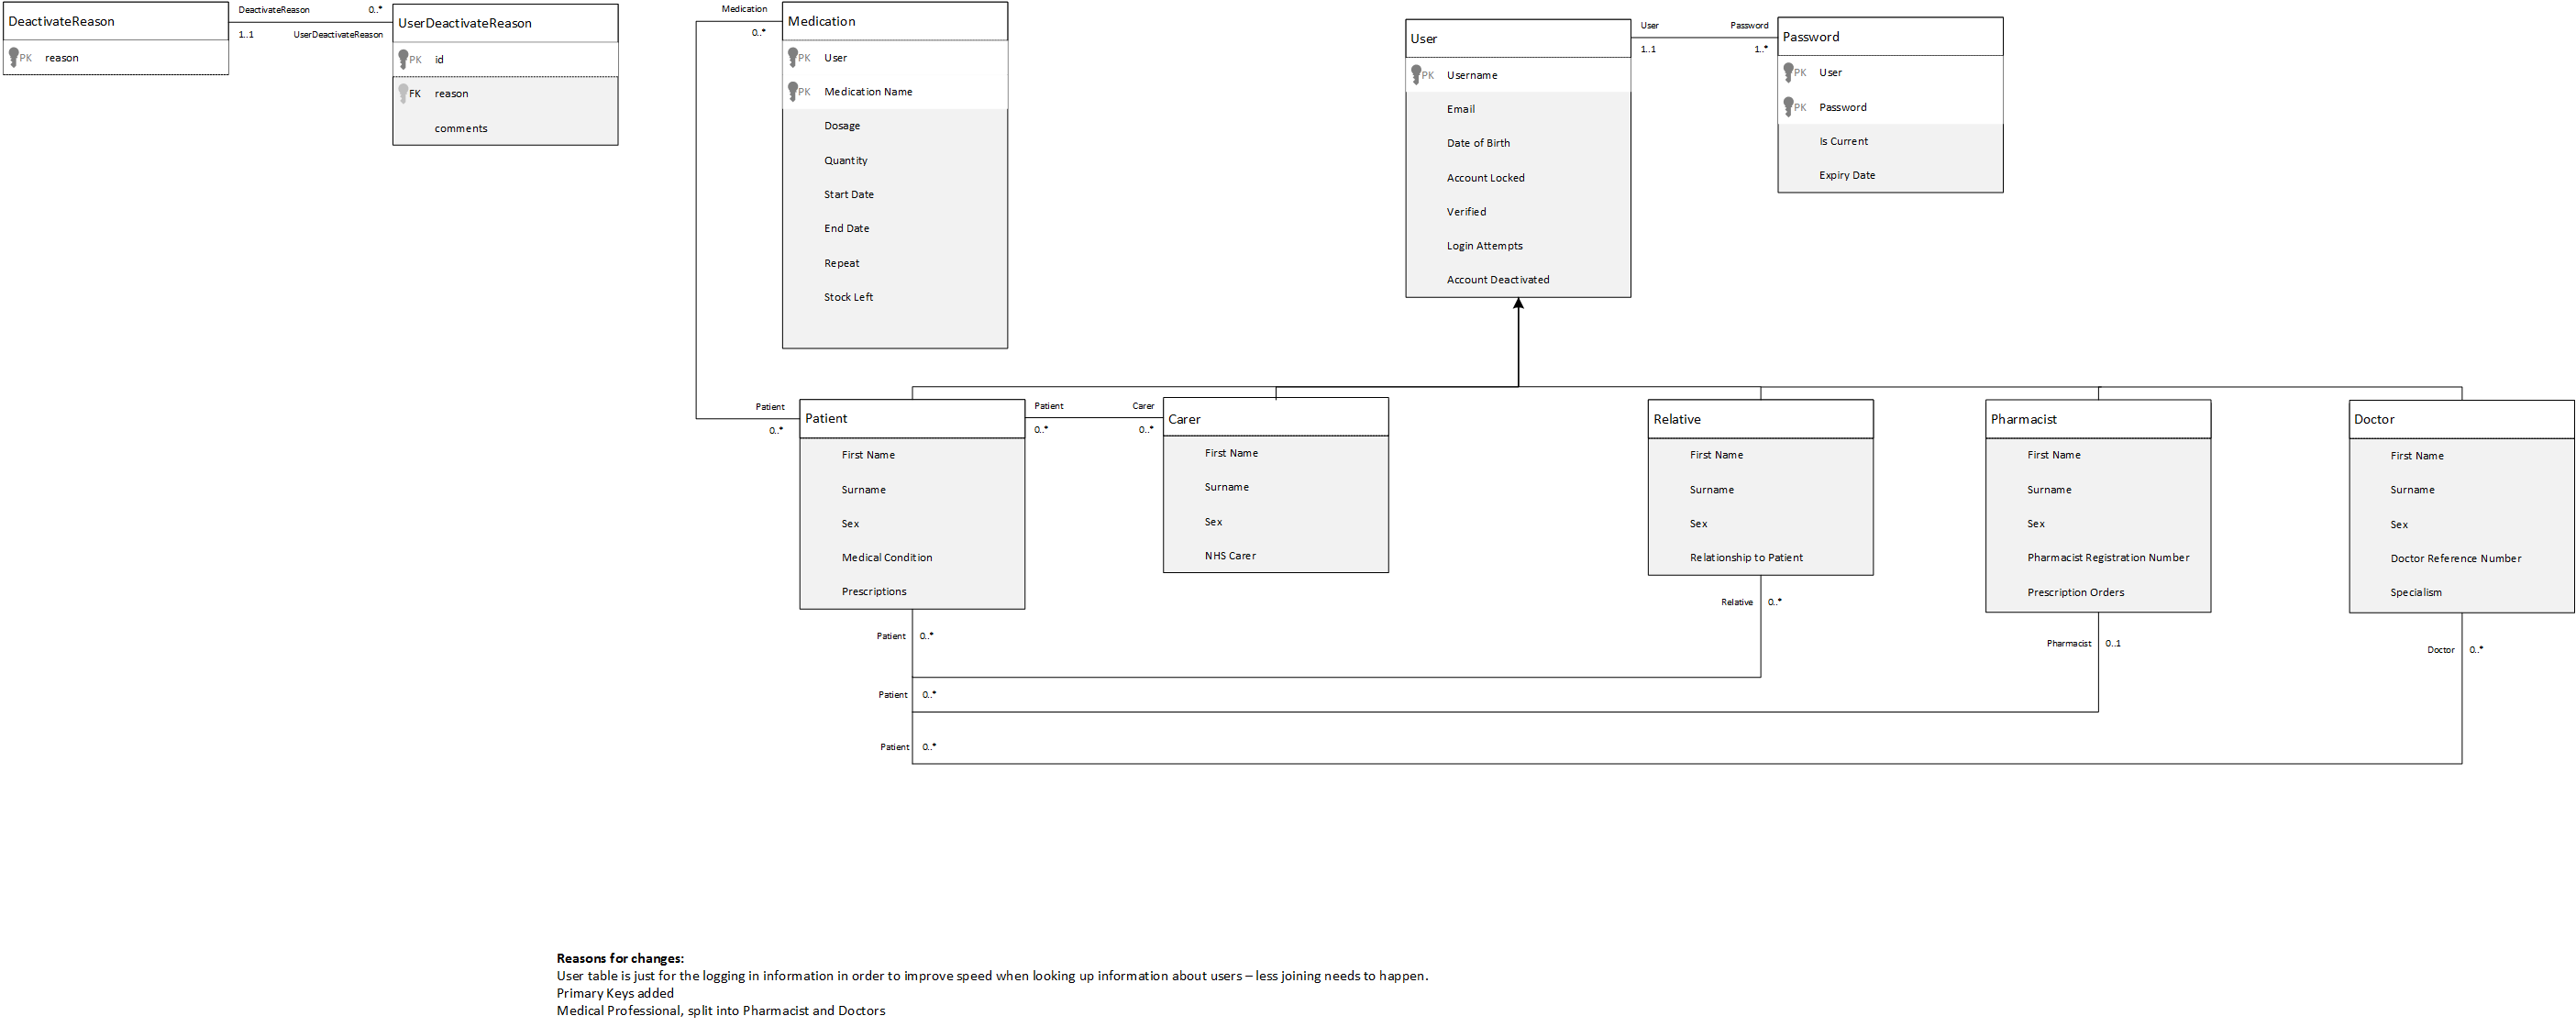 DeactivateReason
PK reason
DeactivateReason 0..*
1..1 UserDeactivateReason
UserDeactivateReason
PK id
FK reason
comments
Medication
0..*
Medication
PK User
PK Medication Name
Dosage
Quantity
Start Date
End Date
Repeat
Stock Left
User
PK Username
Email
Date of Birth
Account Locked
Verified
Login Attempts
Account Deactivated
User Password
1..1 1..*
Password
PK User
PK Password
Is Current
Expiry Date
Patient
0..*
Patient
First Name
Surname
Sex
Medical Condition
Prescriptions
Patient Carer
0..* 0..*
Carer
First Name
Surname
Sex
NHS Carer
Relative
First Name
Surname
Sex
Relationship to Patient
Pharmacist
First Name
Surname
Sex
Pharmacist Registration Number
Prescription Orders
Doctor
First Name
Surname
Sex
Doctor Reference Number
Specialism
Relative 0..*
Patient 0..*
Pharmacist 0..1
Doctor 0..*
Patient 0..*
Patient 0..*
Reasons for changes:
User table is just for the logging in information in order to improve speed when looking up information about users – less joining needs to happen.
Primary Keys added
Medical Professional, split into Pharmacist and Doctors